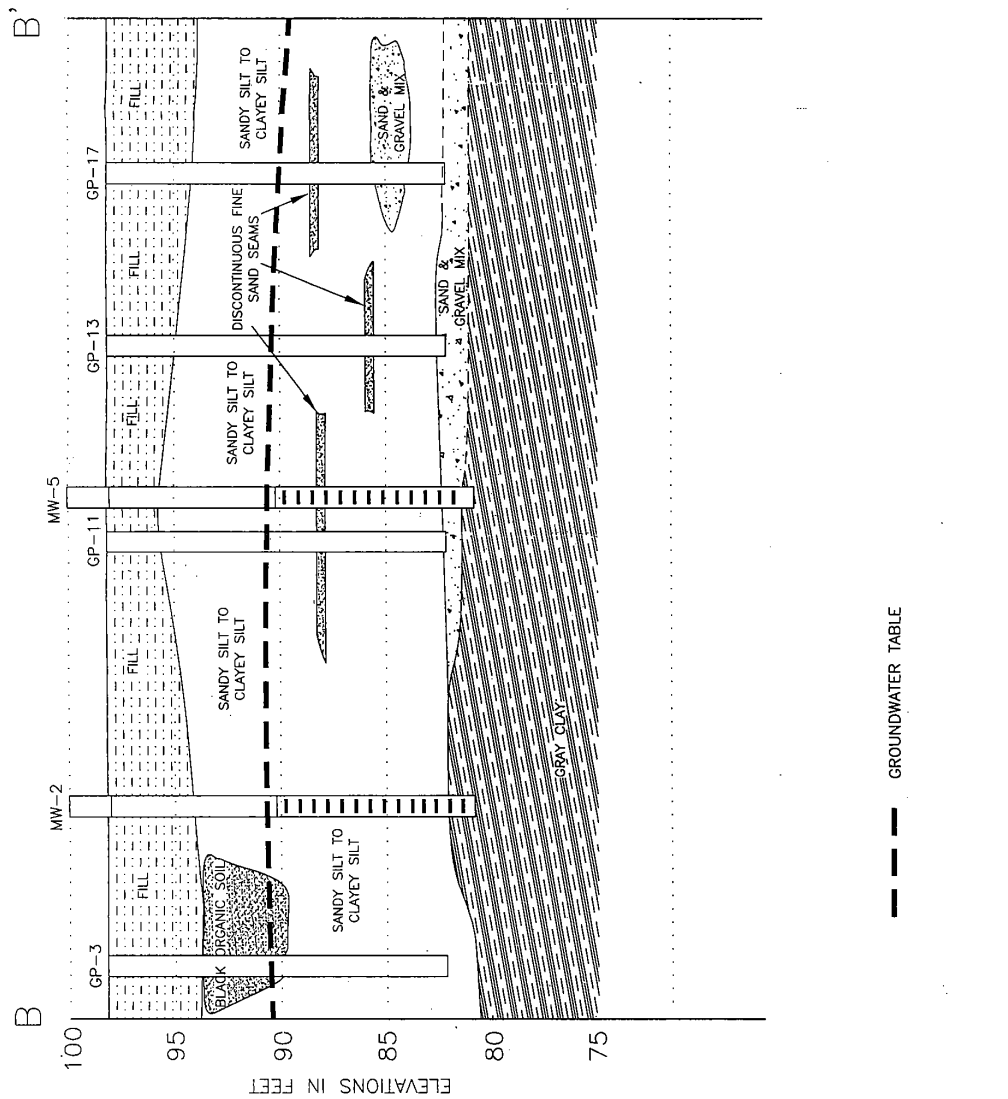 B
B'
GP-3
MW-2
GP-11
MW-5
GP-13
GP-17
100
95
90
85
80
75
ELEVATIONS IN FEET
FILL
FILL
FILL
FILL
FILL
BLACK ORGANIC SOIL
SANDY SILT TO
CLAYEY SILT
SANDY SILT TO
CLAYEY SILT
SANDY SILT TO
CLAYEY SILT
SANDY SILT TO
CLAYEY SILT
DISCONTINUOUS FINE
SAND SEAMS
SAND &
GRAVEL MIX
SAND &
GRAVEL MIX
GRAY CLAY
GROUNDWATER TABLE